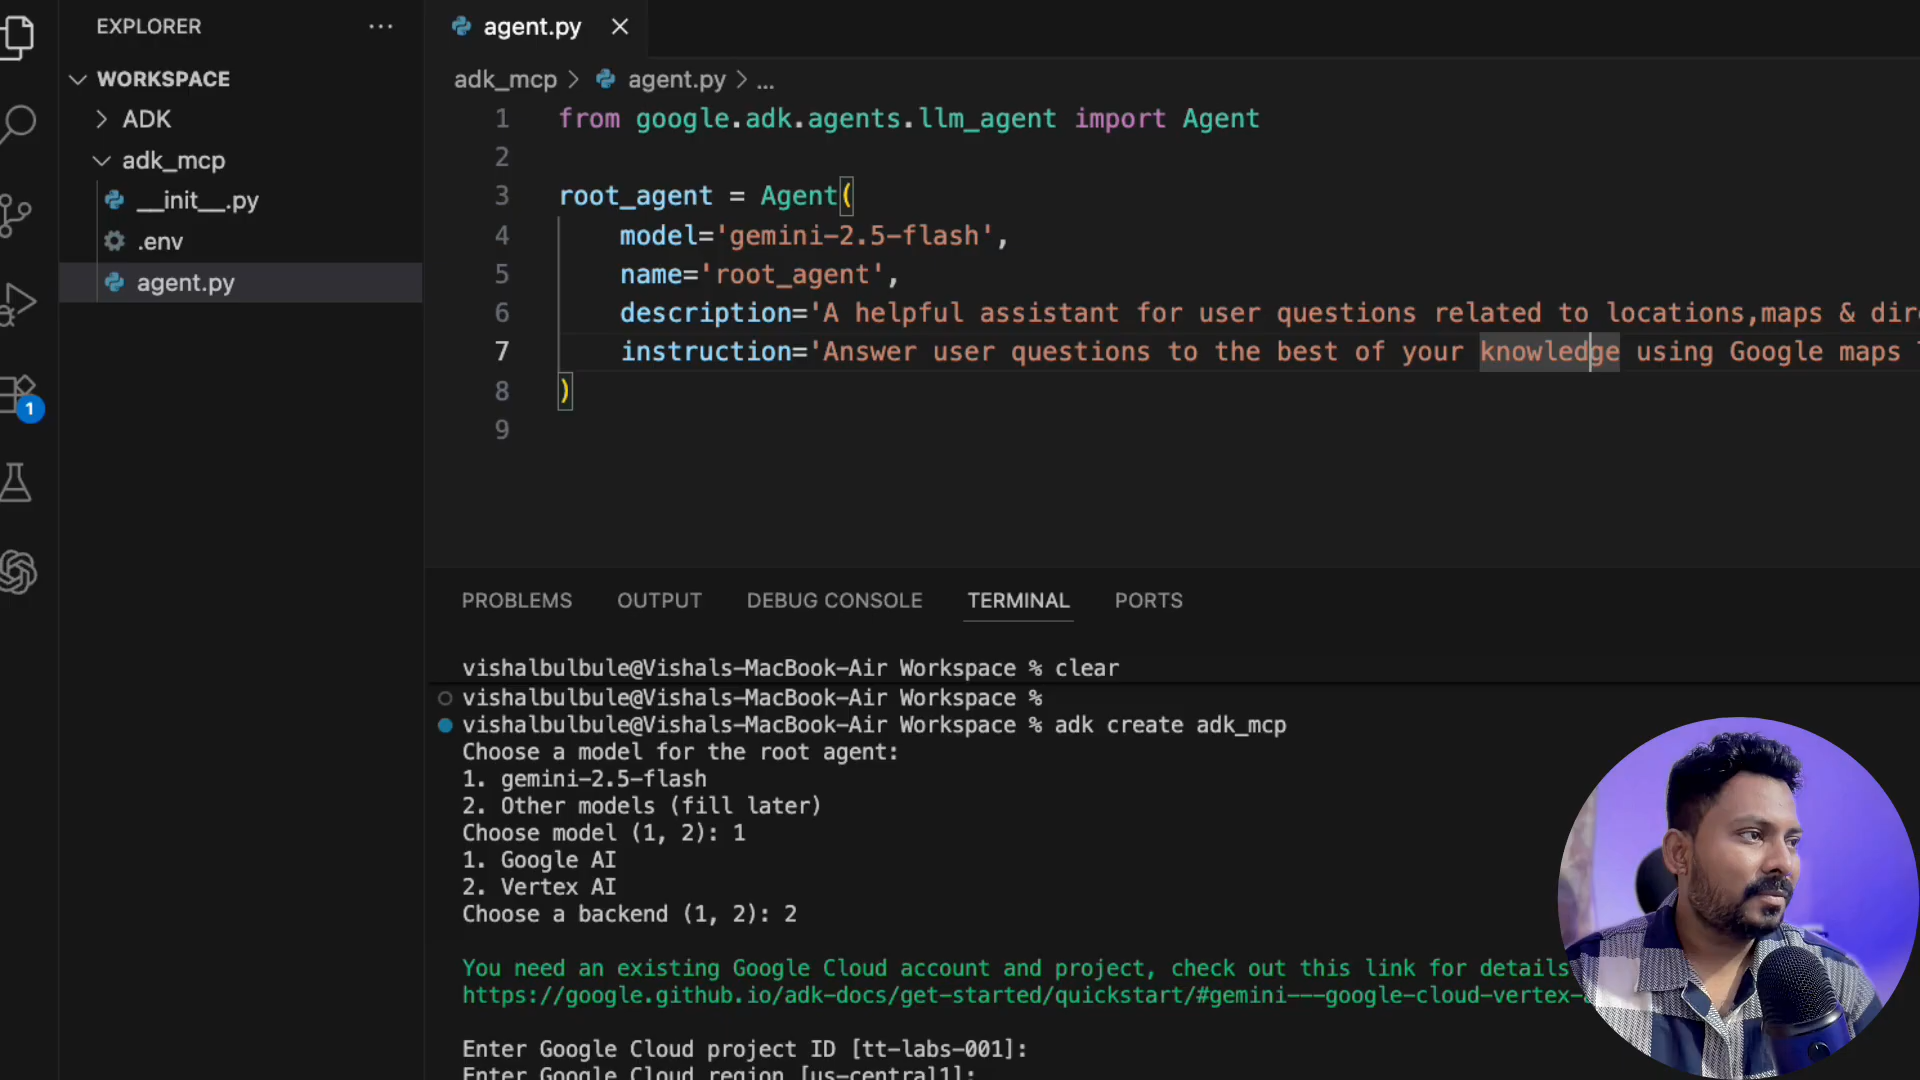 EXPLORER
agent.py
WORKSPACE
ADK
adk_mcp
__init__.py
.env
agent.py
1
adk_mcp > agent.py > ...
1 from google.adk.agents.llm_agent import Agent
2
3 root_agent = Agent(
4 model='gemini-2.5-flash',
5 name='root_agent',
6 description='A helpful assistant for user questions related to locations,maps &
7 instruction='Answer user questions to the best of your knowledge using Google maps
8 )
9
PROBLEMS OUTPUT DEBUG CONSOLE TERMINAL PORTS
vishalbulbule@Vishals-MacBook-Air Workspace % clear
vishalbulbule@Vishals-MacBook-Air Workspace %
vishalbulbule@Vishals-MacBook-Air Workspace % adk create adk_mcp
Choose a model for the root agent:
1. gemini-2.5-flash
2. Other models (fill later)
Choose model (1, 2): 1
1. Google AI
2. Vertex AI
Choose a backend (1, 2): 2
You need an existing Google Cloud account and project, check out this link for details
https://google.github.io/adk-docs/get-started/quickstart/#gemini---google-cloud-vertex-
Enter Google Cloud project ID [tt-labs-001]:
Enter Google Cloud region [us-central1]: